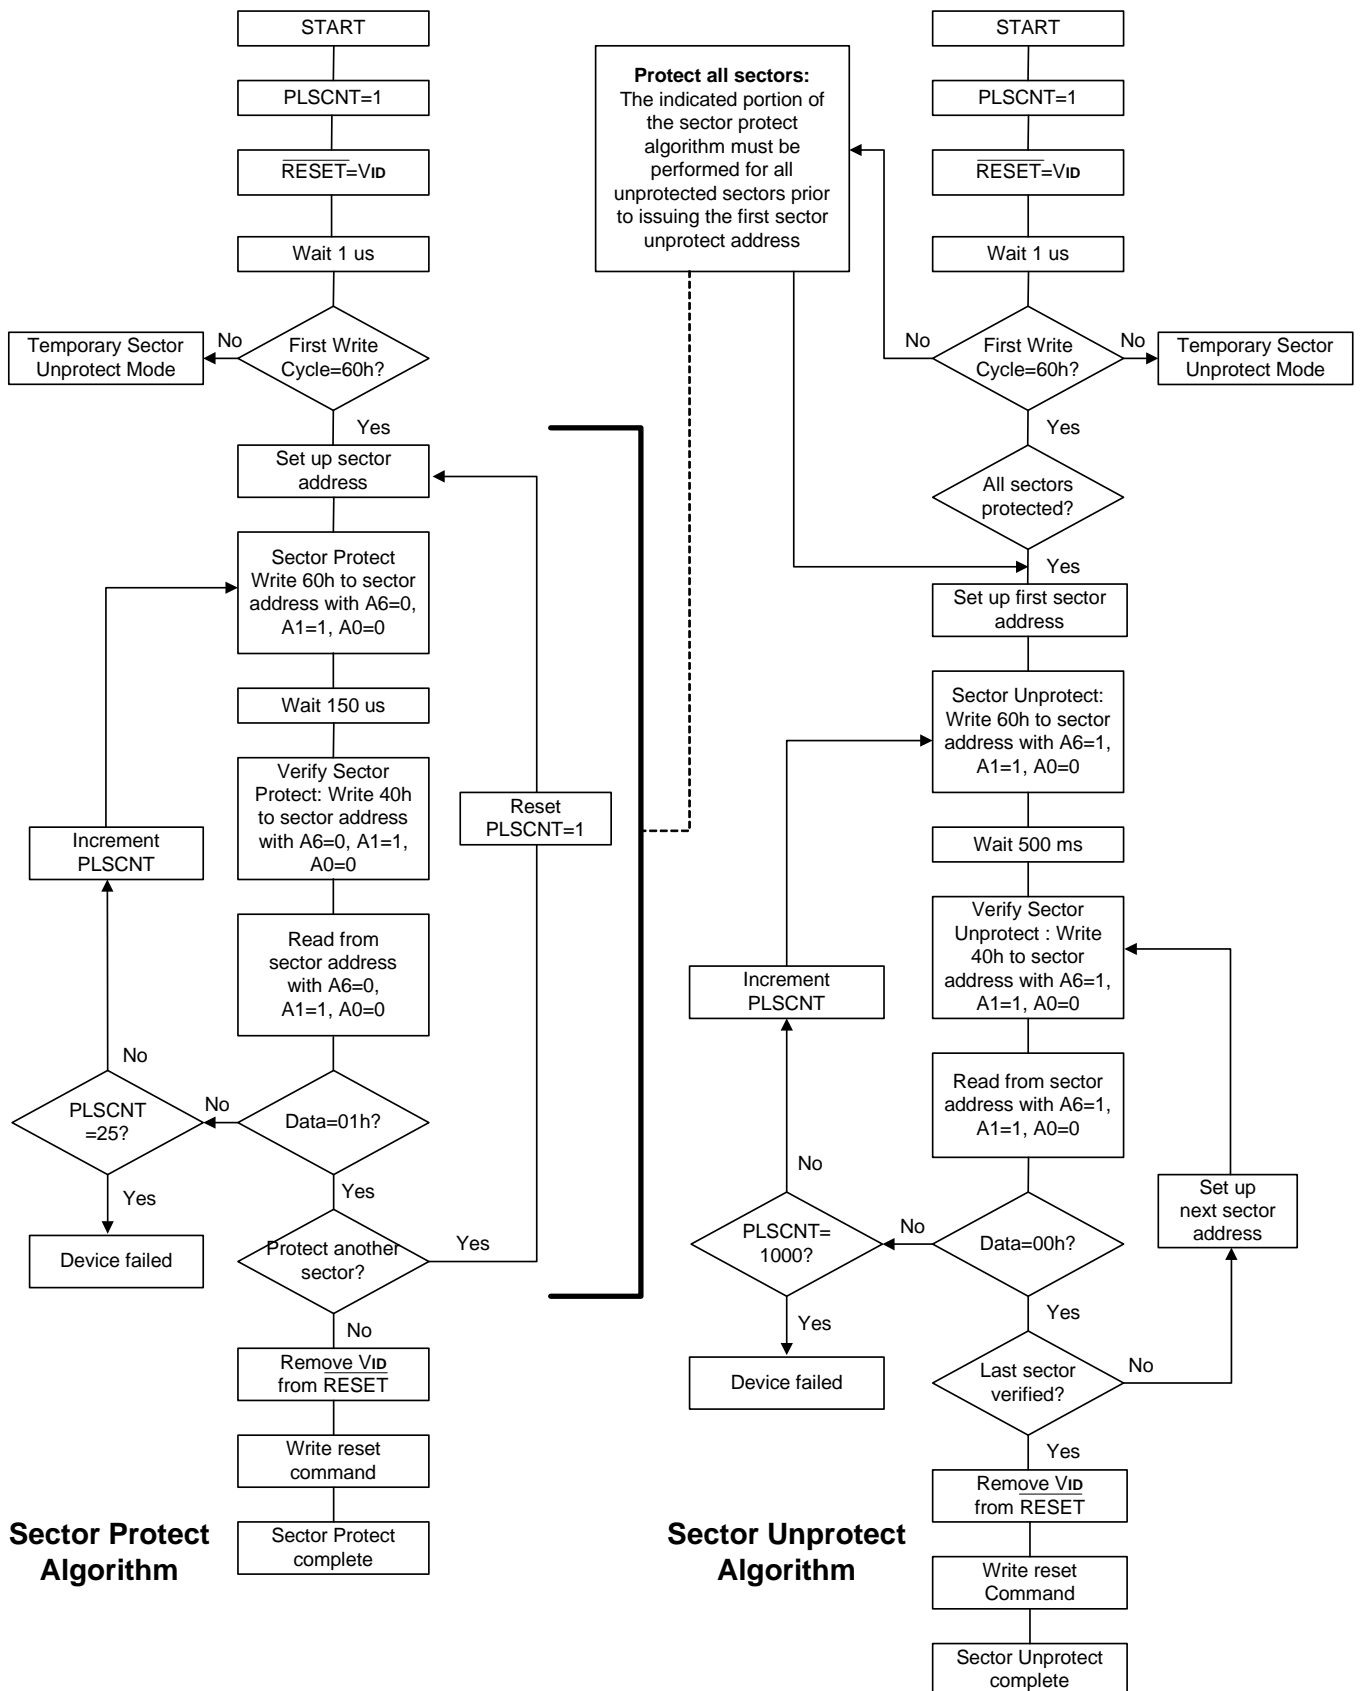 START
PLSCNT=1
RESET=VID
Wait 1 us
First Write
Cycle=60h?
No
Temporary Sector
Unprotect Mode
Yes
Set up sector
address
Sector Protect
Write 60h to sector
address with A6=0,
A1=1, A0=0
Wait 150 us
Verify Sector
Protect: Write 40h
to sector address
with A6=0, A1=1,
A0=0
Reset
PLSCNT=1
Increment
PLSCNT
Read from
sector address
with A6=0,
A1=1, A0=0
No
PLSCNT
=25?
No
Data=01h?
Yes
Yes
Device failed
Protect another
sector?
Yes
No
Remove VID
from RESET
Write reset
command
Sector Protect
complete
Sector Protect
Algorithm
Protect all sectors:
The indicated portion of
the sector protect
algorithm must be
performed for all
unprotected sectors prior
to issuing the first sector
unprotect address
START
PLSCNT=1
RESET=VID
Wait 1 us
No
First Write
Cycle=60h?
No
Temporary Sector
Unprotect Mode
Yes
All sectors
protected?
Yes
Set up first sector
address
Sector Unprotect:
Write 60h to sector
address with A6=1,
A1=1, A0=0
Wait 500 ms
Verify Sector
Unprotect : Write
40h to sector
address with A6=1,
A1=1, A0=0
Increment
PLSCNT
Read from sector
address with A6=1,
A1=1, A0=0
No
PLSCNT=
1000?
No
Data=00h?
Set up
next sector
address
Yes
Yes
Device failed
Last sector
verified?
No
Yes
Remove VID
from RESET
Write reset
Command
Sector Unprotect
complete
Sector Unprotect
Algorithm